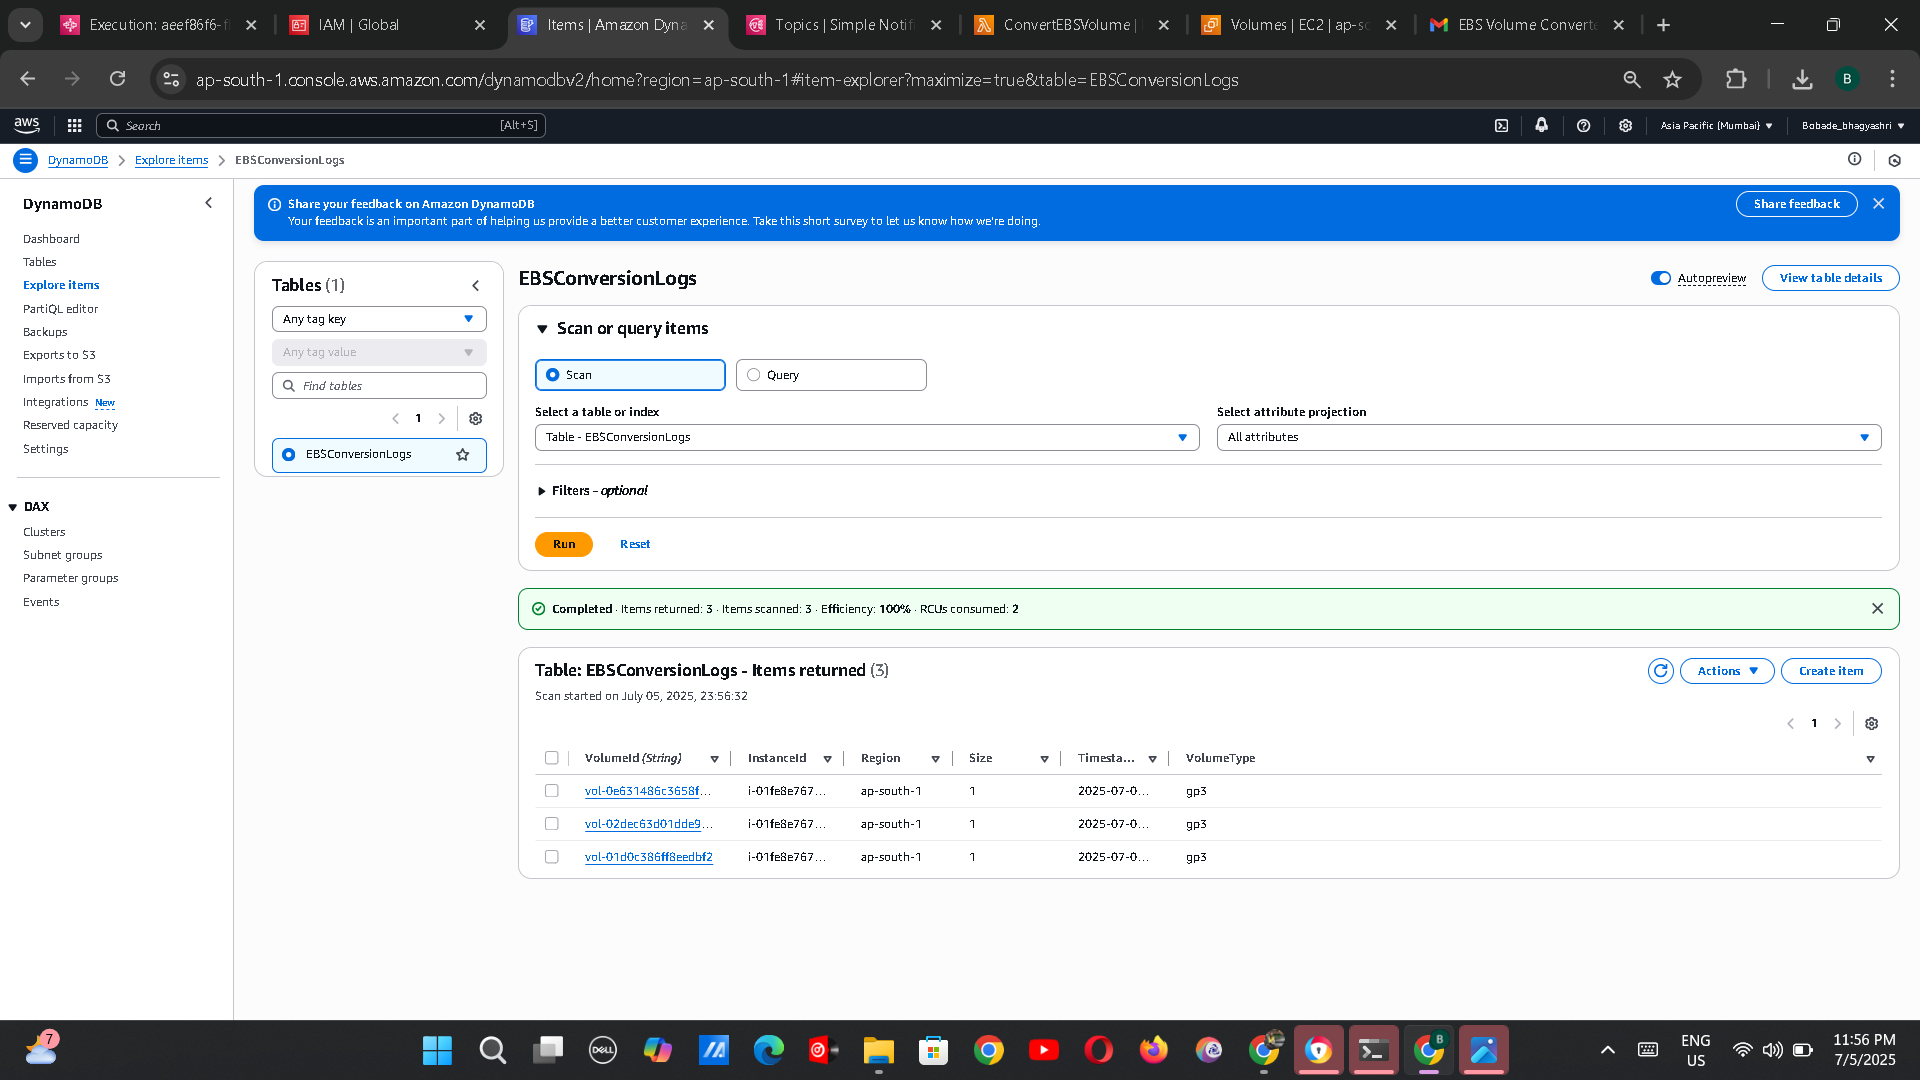 Execution: aeef86f6-f
IAM | Global
Items | Amazon Dyna
Topics | Simple Notifi
ConvertEBSVolume |
Volumes | EC2 | ap-so
EBS Volume Converte
ap-south-1.console.aws.amazon.com/dynamodbv2/home?region=ap-south-1#item-explorer?maximize=true&table=EBSConversionLogs
B
aws
Search
[Alt+S]
Asia Pacific (Mumbai)
Bobade_bhagyashri
DynamoDB
Explore items
EBSConversionLogs
DynamoDB
Dashboard
Tables
Explore items
PartiQL editor
Backups
Exports to S3
Imports from S3
Integrations New
Reserved capacity
Settings
DAX
Clusters
Subnet groups
Parameter groups
Events
Share your feedback on Amazon DynamoDB
Your feedback is an important part of helping us provide a better customer experience. Take this short survey to let us know how we're doing.
Share feedback
Tables (1)
Any tag key
Any tag value
Find tables
1
EBSConversionLogs
EBSConversionLogs
Autopreview
View table details
Scan or query items
Scan
Query
Select a table or index
Table - EBSConversionLogs
Select attribute projection
All attributes
Filters - optional
Run
Reset
Completed · Items returned: 3 · Items scanned: 3 · Efficiency: 100% · RCUs consumed: 2
Table: EBSConversionLogs - Items returned (3)
Scan started on July 05, 2025, 23:56:32
Actions
Create item
1
VolumeId (String) InstanceId Region Size Timesta... VolumeType
vol-0e631486c3658f... i-01fe8e767... ap-south-1 1 2025-07-0... gp3
vol-02dec63d01dde9... i-01fe8e767... ap-south-1 1 2025-07-0... gp3
vol-01d0c386ff8eedbf2 i-01fe8e767... ap-south-1 1 2025-07-0... gp3
7
DELL
B
ENG
US
11:56 PM
7/5/2025